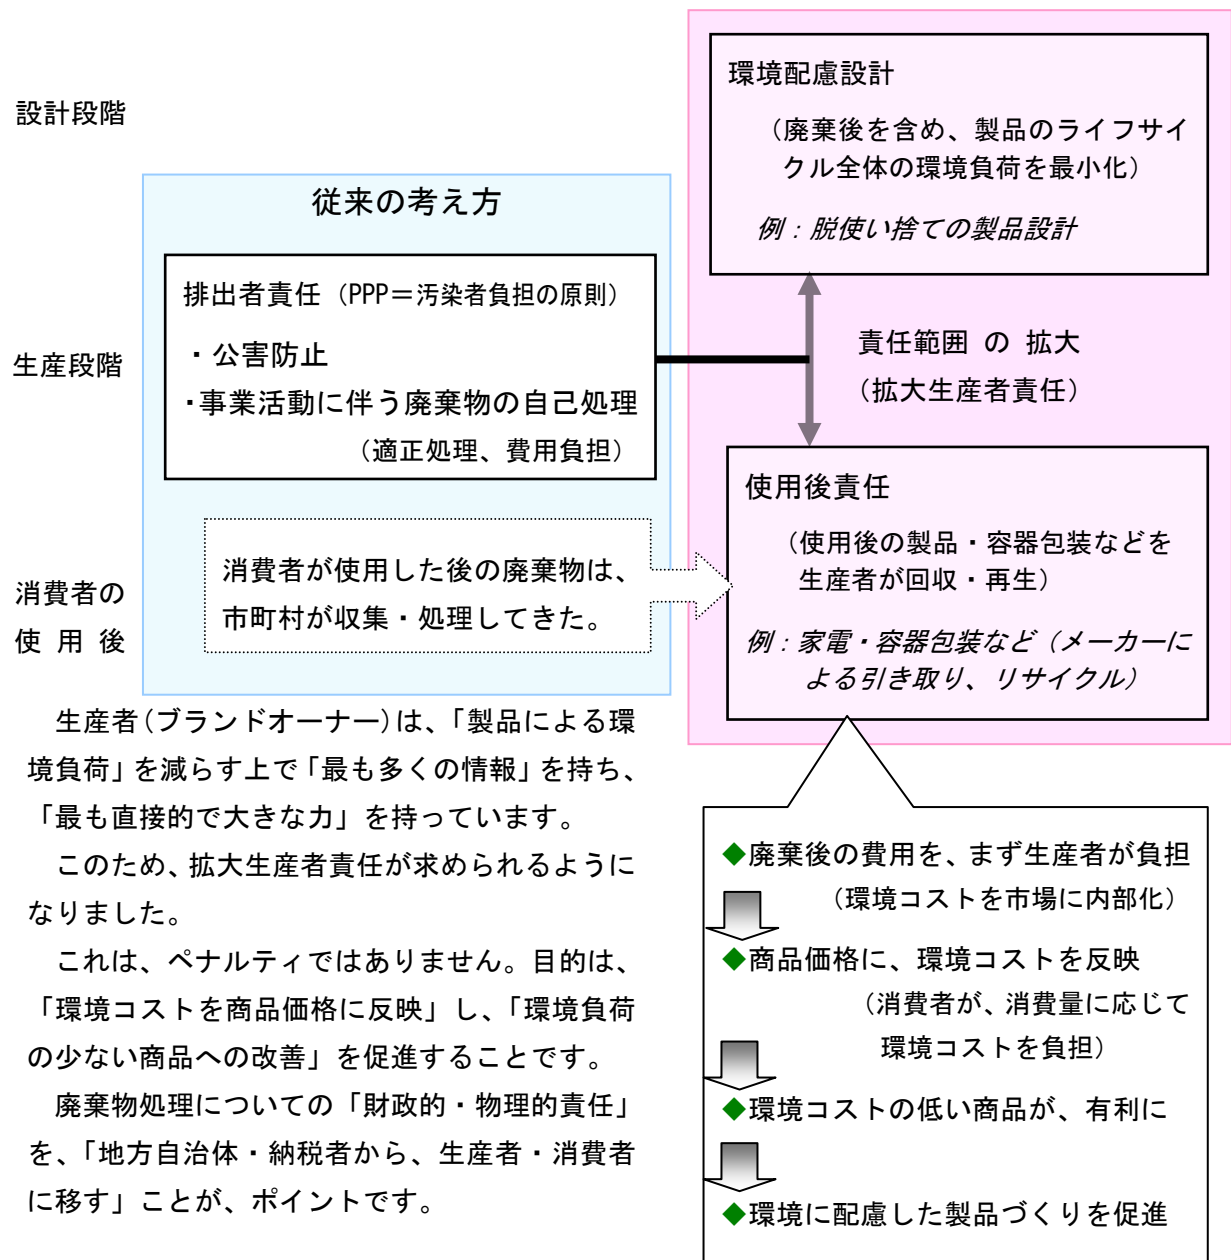 設計段階
環境配慮設計
（廃棄後を含め、製品のライフサイ
クル全体の環境負荷を最小化）
例：脱使い捨ての製品設計
従来の考え方
生産段階
排出者責任（PPP＝汚染者負担の原則）
・公害防止
・事業活動に伴う廃棄物の自己処理
（適正処理、費用負担）
責任範囲 の 拡大
（拡大生産者責任）
消費者の
使 用 後
消費者が使用した後の廃棄物は、
市町村が収集・処理してきた。
使用後責任
（使用後の製品・容器包装などを
生産者が回収・再生）
例：家電・容器包装など（メーカーに
よる引き取り、リサイクル）
生産者（ブランドオーナー）は、「製品による環
境負荷」を減らす上で「最も多くの情報」を持ち、
「最も直接的で大きな力」を持っています。
このため、拡大生産者責任が求められるように
なりました。
これは、ペナルティではありません。目的は、
「環境コストを商品価格に反映」し、「環境負荷
の少ない商品への改善」を促進することです。
廃棄物処理についての「財政的・物理的責任」
を、「地方自治体・納税者から、生産者・消費者
に移す」ことが、ポイントです。
◆廃棄後の費用を、まず生産者が負担
（環境コストを市場に内部化）
◆商品価格に、環境コストを反映
（消費者が、消費量に応じて
環境コストを負担）
◆環境コストの低い商品が、有利に
◆環境に配慮した製品づくりを促進